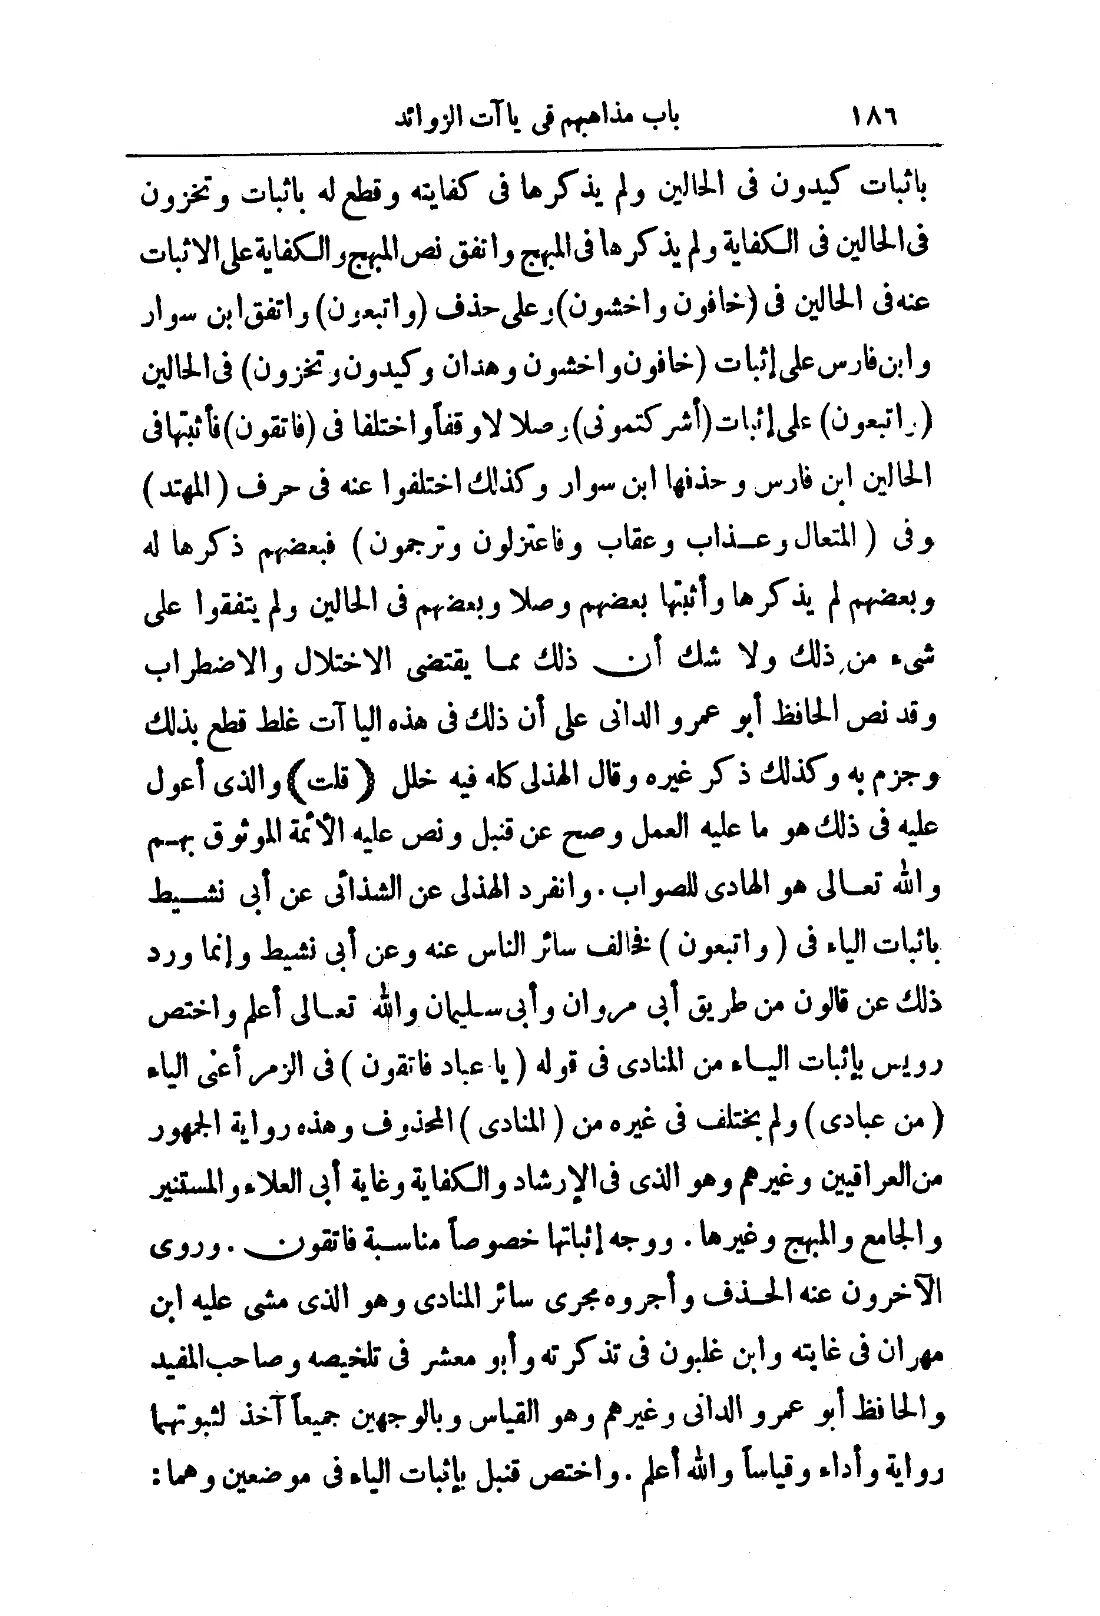 ١٨٦ باب مذاهبهم فى ياآت الزوائد
باثبات كيدون فى الحالين ولم يذكرها فى كفايته وقطع له باثبات وتخزون
فى الحالين فى الكفاية ولم يذكرها فى المبهج واتفق نص المبهج والكفاية على الاثبات
عنه فى الحالين فى (خافون واخشون) وعلى حذف (واتبعون) واتفق ابن سوار
وابن فارس على إثبات (خافون واخشون وهدان وكيدون وتخزون) فى الحالين
(واتبعون) على إثبات (أشركتمونى) وصلا لا وقفاً واختلفا فى (فاتقون) فأثبتها فى
الحالين ابن فارس وحذفها ابن سوار وكذلك اختلفوا عنه فى حرف (المهتد)
وفى (المتعال وعـذاب وعقاب وفاعتزلون وترجمون) فبعضهم ذكرها له
وبعضهم لم يذكرها وأثبتها بعضهم وصلا وبعضهم فى الحالين ولم يتفقوا على
شىء من ذلك ولا شك أن ذلك مما يقتضى الاختلال والاضطراب
وقد نص الحافظ أبو عمرو الدانى على أن ذلك فى هذه اليا آت غلط قطع بذلك
وجزم به وكذلك ذكر غيره وقال الهذلى كله فيه خلل (قلت) والذى أعول
عليه فى ذلك هو ما عليه العمل وصح عن قنبل ونص عليه الأئمة الموثوق بهـم
والله تعـالى هو الهادى للصواب . وانفرد الهذلى عن الشذائى عن أبى نشـيط
باثبات الياء فى (واتبعون) فخالف سائر الناس عنه وعن أبى نشيط وإنما ورد
ذلك عن قالون من طريق أبى مروان وأبى سـليمان والله تعـالى أعلم واختص
رويس بإثبات اليـاء من المنادى فى قوله (يا عباد فاتقون) فى الزمر أعنى الياء
(من عبادى) ولم يختلف فى غيره من (المنادى) المحذوف وهذه رواية الجمهور
من العراقيين وغيرهم وهو الذى فى الإرشاد والكفاية وغاية أبى العلاء والمستنير
والجامع والمبهج وغيرها . ووجه إثباتها خصوصاً مناسـبة فاتقون . وروى
الآخرون عنه الحـذف وأجروه مجرى سائر المنادى وهو الذى مشى عليه ابن
مهران فى غايته وابن غلبون فى تذكرته وأبو معشر فى تلخيصه وصاحب المفيد
والحافظ أبو عمرو الدانى وغيرهم وهو القياس وبالوجهين جميعاً آخذ لثبوتهما
رواية وأداء وقياساً والله أعلم . واختص قنبل بإثبات الياء فى موضعين وهما :